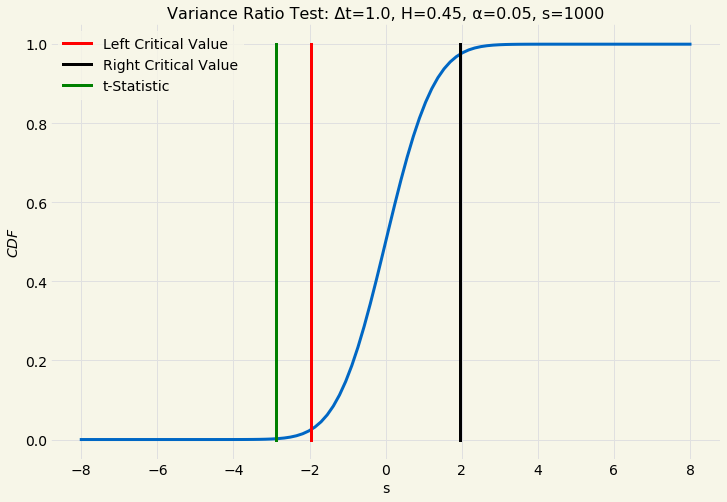 Variance Ratio Test: Δt=1.0, H=0.45, α=0.05, s=1000
Left Critical Value
Right Critical Value
t-Statistic
1.0
0.8
0.6
0.4
0.2
0.0
CDF
−8 −6 −4 −2 0 2 4 6 8
s